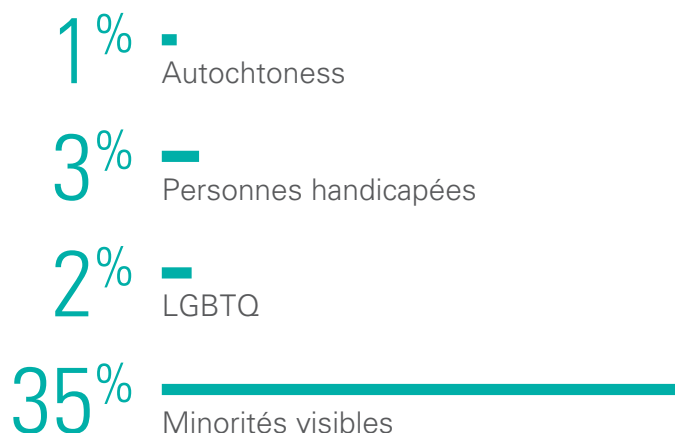 1%
Autochtoness
3%
Personnes handicapées
2%
LGBTQ
35%
Minorités visibles